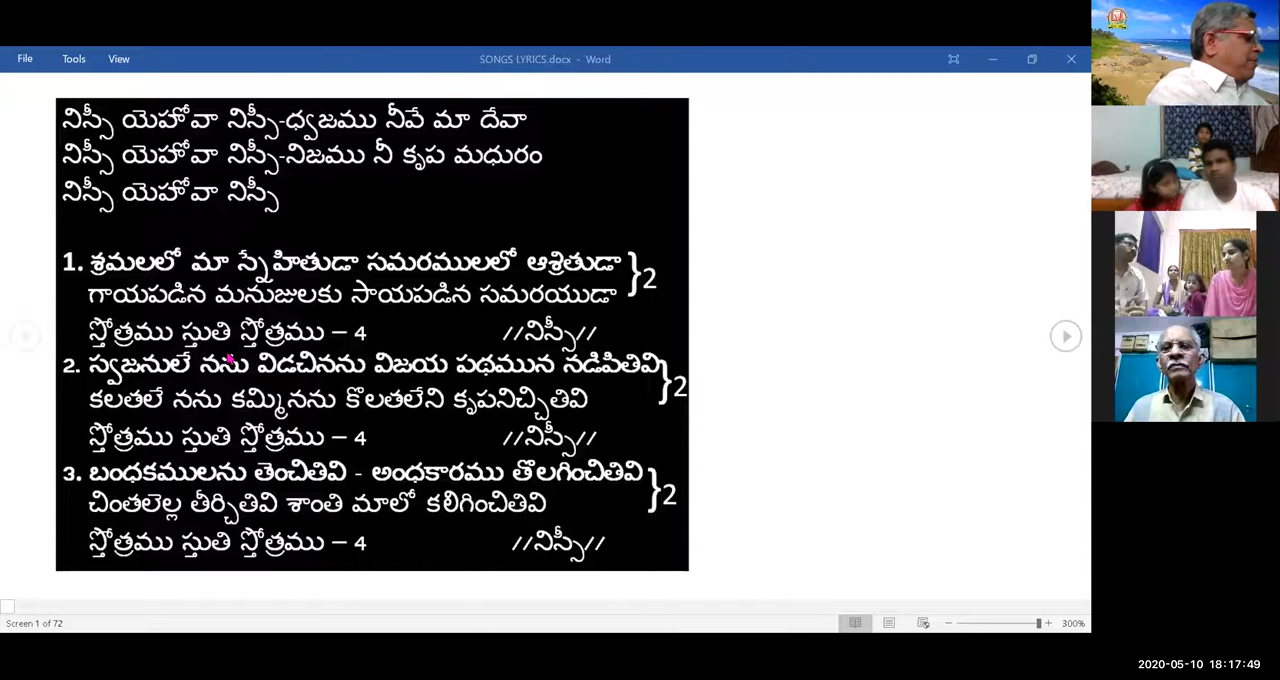 File Tools View SONGS LYRICS.docx - Word
నిస్సీ యెహోవా నిస్సీ-ధ్వజము నీవే మా దేవా
నిస్సీ యెహోవా నిస్సీ-నిజము నీ కృప మధురం
నిస్సీ యెహోవా నిస్సీ
1. శ్రమలలో మా స్నేహితుడా సమరములలో ఆశ్రితుడా }2
గాయపడిన మనుజులకు సాయపడిన సమరయుడా
స్తోత్రము స్తుతి స్తోత్రము – 4 //నిస్సీ//
2. స్వజనులే నను విడచినను విజయ పథమున నడిపితివి }2
కలతలే నను కమ్మినను కొలతలేని కృపనిచ్చితివి
స్తోత్రము స్తుతి స్తోత్రము – 4 //నిస్సీ//
3. బంధకములను తెంచితివి - అంధకారము తొలగించితివి }2
చింతలెల్ల తీర్చితివి శాంతి మాలో కలిగించితివి
స్తోత్రము స్తుతి స్తోత్రము – 4 //నిస్సీ//
Screen 1 of 72 300%
2020-05-10 18:17:49